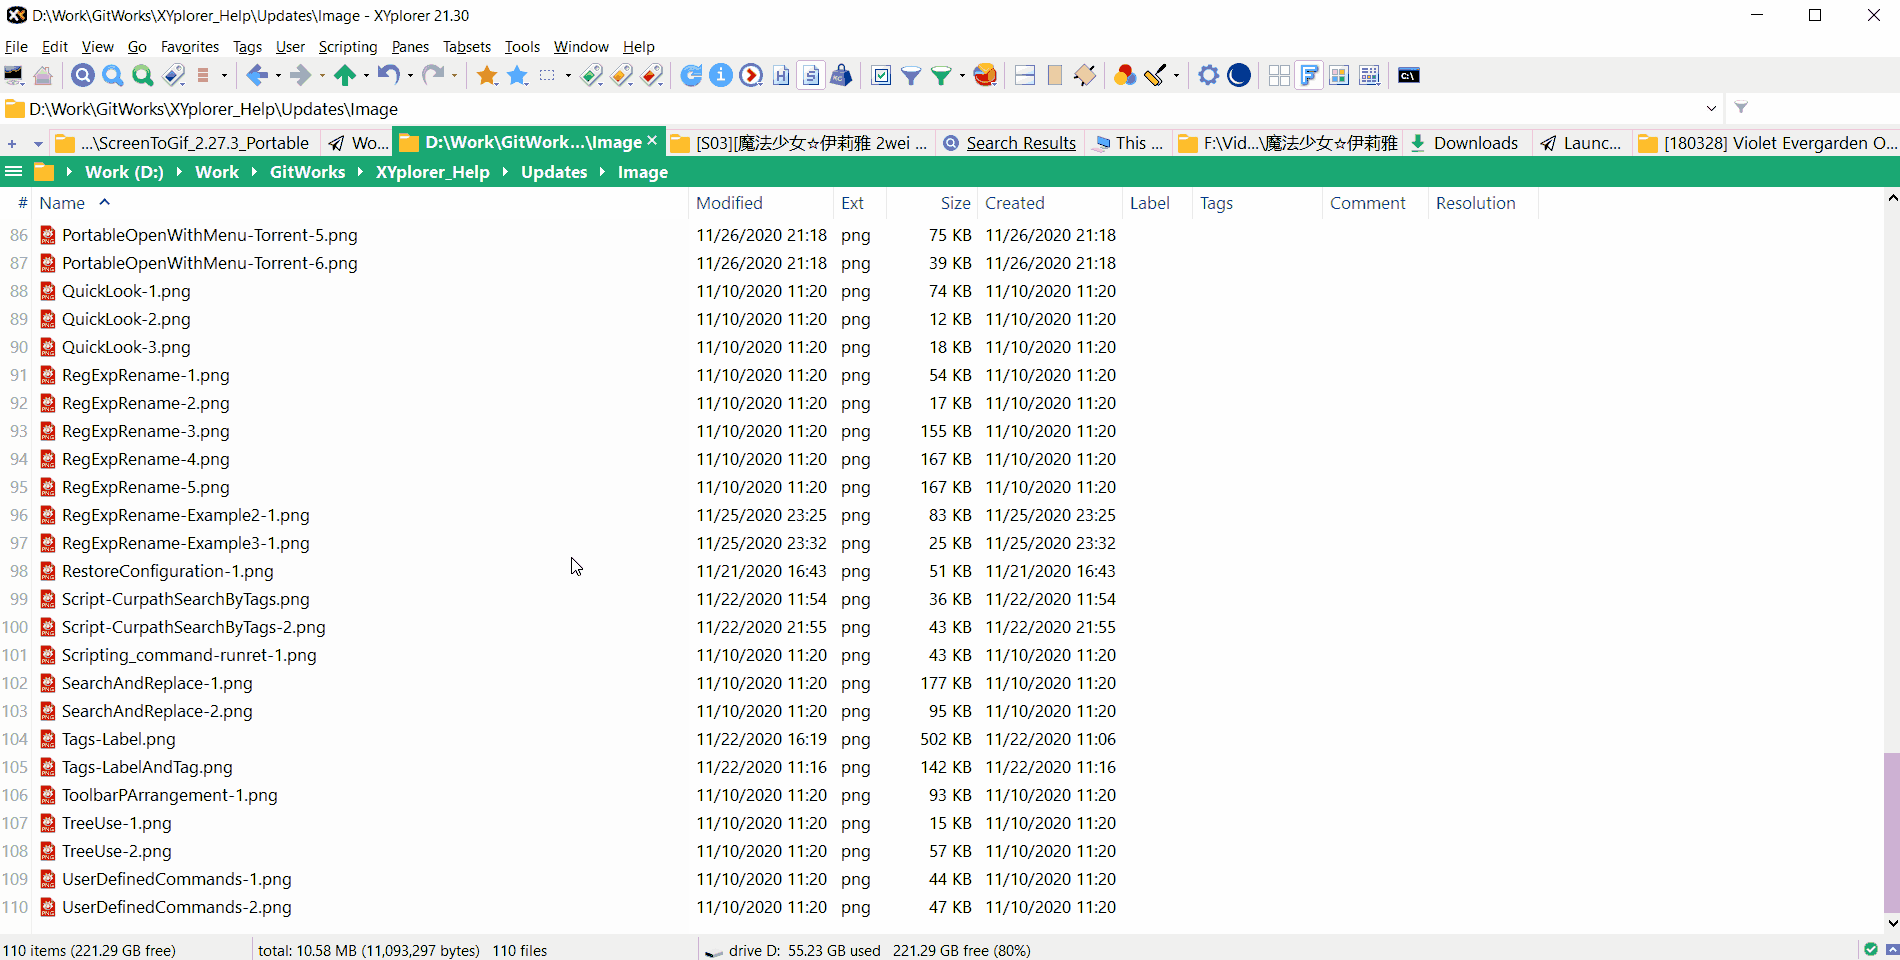 D:\Work\GitWorks\XYplorer_Help\Updates\Image - XYplorer 21.30
File Edit View Go Favorites Tags User Scripting Panes Tabsets Tools Window Help
D:\Work\GitWorks\XYplorer_Help\Updates\Image
...\ScreenToGif_2.27.3_Portable Wo... D:\Work\GitWork...\Image [S03][魔法少女☆伊莉雅 2wei ... Search Results This ... F:\Vid...\魔法少女☆伊莉雅 Downloads Launc... [180328] Violet Evergarden O...
Work (D:) Work GitWorks XYplorer_Help Updates Image
# Name Modified Ext Size Created Label Tags Comment Resolution
86 PortableOpenWithMenu-Torrent-5.png 11/26/2020 21:18 png 75 KB 11/26/2020 21:18
87 PortableOpenWithMenu-Torrent-6.png 11/26/2020 21:18 png 39 KB 11/26/2020 21:18
88 QuickLook-1.png 11/10/2020 11:20 png 74 KB 11/10/2020 11:20
89 QuickLook-2.png 11/10/2020 11:20 png 12 KB 11/10/2020 11:20
90 QuickLook-3.png 11/10/2020 11:20 png 18 KB 11/10/2020 11:20
91 RegExpRename-1.png 11/10/2020 11:20 png 54 KB 11/10/2020 11:20
92 RegExpRename-2.png 11/10/2020 11:20 png 17 KB 11/10/2020 11:20
93 RegExpRename-3.png 11/10/2020 11:20 png 155 KB 11/10/2020 11:20
94 RegExpRename-4.png 11/10/2020 11:20 png 167 KB 11/10/2020 11:20
95 RegExpRename-5.png 11/10/2020 11:20 png 167 KB 11/10/2020 11:20
96 RegExpRename-Example2-1.png 11/25/2020 23:25 png 83 KB 11/25/2020 23:25
97 RegExpRename-Example3-1.png 11/25/2020 23:32 png 25 KB 11/25/2020 23:32
98 RestoreConfiguration-1.png 11/21/2020 16:43 png 51 KB 11/21/2020 16:43
99 Script-CurpathSearchByTags.png 11/22/2020 11:54 png 36 KB 11/22/2020 11:54
100 Script-CurpathSearchByTags-2.png 11/22/2020 21:55 png 43 KB 11/22/2020 21:55
101 Scripting_command-runret-1.png 11/10/2020 11:20 png 43 KB 11/10/2020 11:20
102 SearchAndReplace-1.png 11/10/2020 11:20 png 177 KB 11/10/2020 11:20
103 SearchAndReplace-2.png 11/10/2020 11:20 png 95 KB 11/10/2020 11:20
104 Tags-Label.png 11/22/2020 16:19 png 502 KB 11/22/2020 11:06
105 Tags-LabelAndTag.png 11/22/2020 11:16 png 142 KB 11/22/2020 11:16
106 ToolbarPArrangement-1.png 11/10/2020 11:20 png 93 KB 11/10/2020 11:20
107 TreeUse-1.png 11/10/2020 11:20 png 15 KB 11/10/2020 11:20
108 TreeUse-2.png 11/10/2020 11:20 png 57 KB 11/10/2020 11:20
109 UserDefinedCommands-1.png 11/10/2020 11:20 png 44 KB 11/10/2020 11:20
110 UserDefinedCommands-2.png 11/10/2020 11:20 png 47 KB 11/10/2020 11:20
110 items (221.29 GB free) total: 10.58 MB (11,093,297 bytes) 110 files drive D: 55.23 GB used 221.29 GB free (80%)